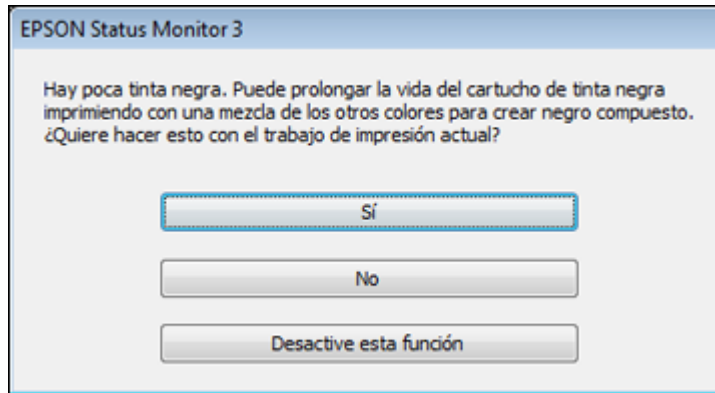 EPSON Status Monitor 3
Hay poca tinta negra. Puede prolongar la vida del cartucho de tinta negra
imprimiendo con una mezcla de los otros colores para crear negro compuesto.
¿Quiere hacer esto con el trabajo de impresión actual?
Sí
No
Desactive esta función